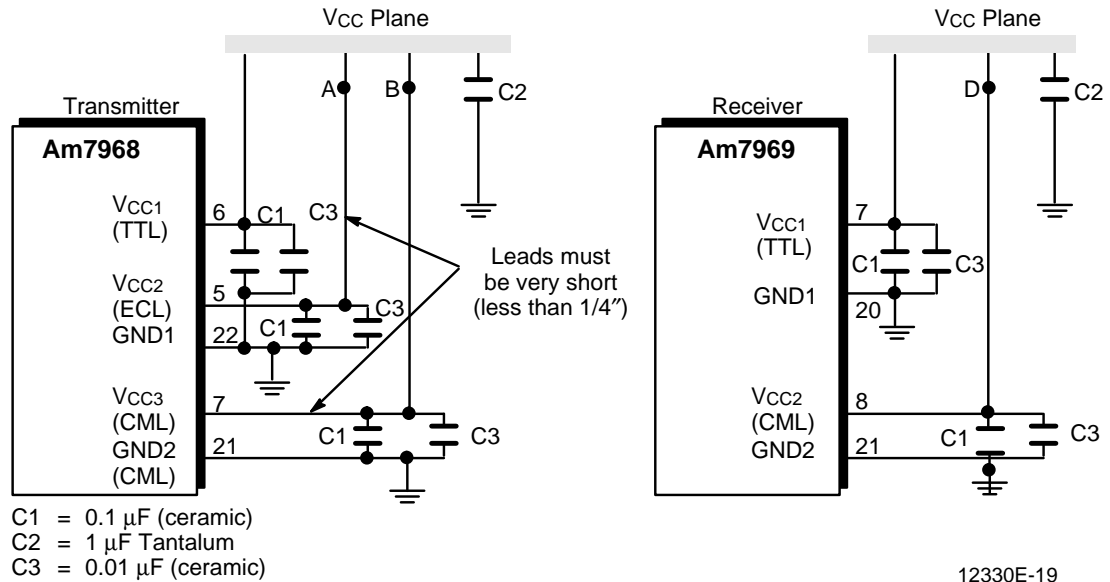 VCC Plane
A
B
C2
Transmitter
Am7968
VCC1
(TTL)
6
C1
C3
VCC2
(ECL)
5
GND1
22
C1
C3
VCC3
(CML)
7
GND2
(CML)
21
C1
C3
Leads must
be very short
(less than 1/4″)
VCC Plane
D
C2
Receiver
Am7969
VCC1
(TTL)
7
C1
C3
GND1
20
VCC2
(CML)
8
GND2
21
C1
C3
C1 = 0.1 µF (ceramic)
C2 = 1 µF Tantalum
C3 = 0.01 µF (ceramic)
12330E-19